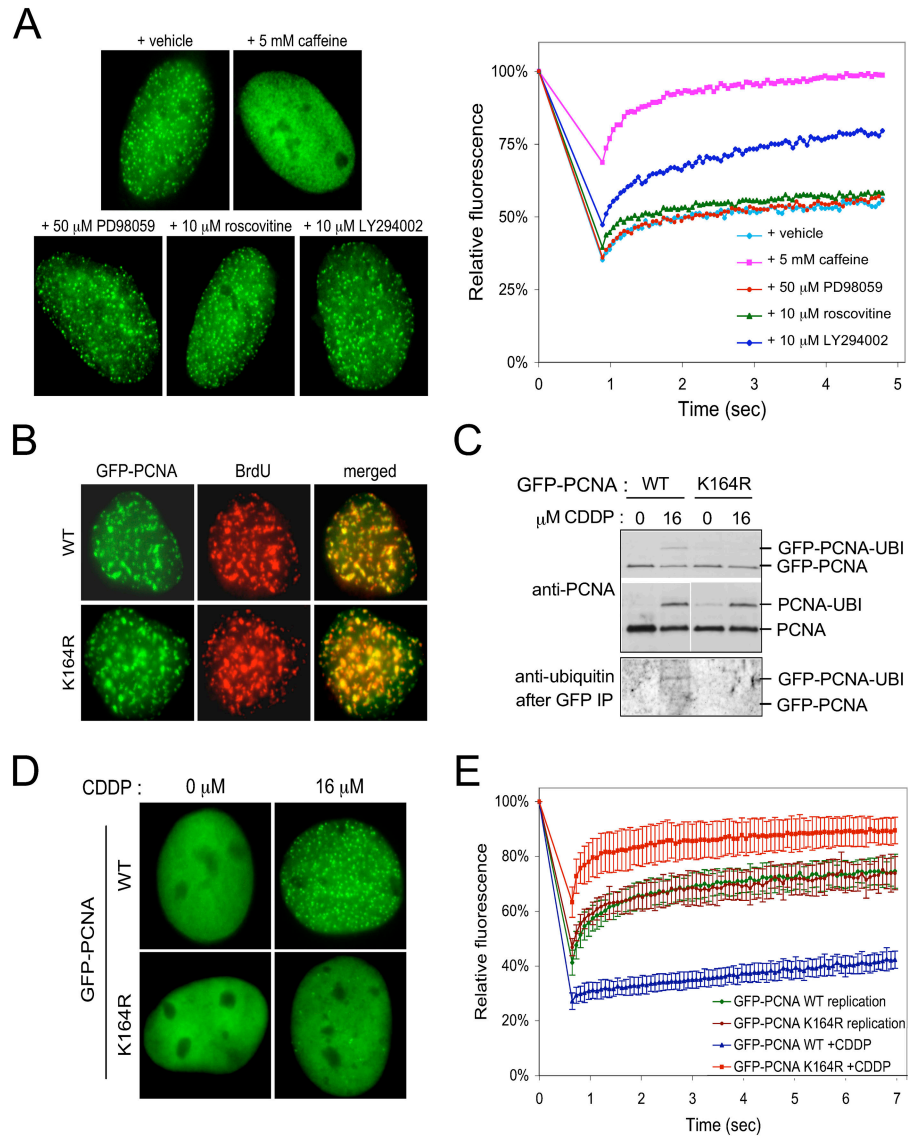 A
+ vehicle
+ 5 mM caffeine
+ 50 μM PD98059
+ 10 μM roscovitine
+ 10 μM LY294002
Relative fluorescence
100%
75%
50%
25%
0%
+ vehicle
+ 5 mM caffeine
+ 50 μM PD98059
+ 10 μM roscovitine
+ 10 μM LY294002
0
1
2
3
4
5
Time (sec)
B
GFP-PCNA
BrdU
merged
WT
K164R
C
GFP-PCNA :
WT
K164R
μM CDDP :
0
16
0
16
anti-PCNA
GFP-PCNA-UBI
GFP-PCNA
PCNA-UBI
PCNA
anti-ubiquitin
after GFP IP
GFP-PCNA-UBI
GFP-PCNA
D
CDDP :
0 μM
16 μM
GFP-PCNA
WT
K164R
E
Relative fluorescence
100%
80%
60%
40%
20%
0%
GFP-PCNA WT replication
GFP-PCNA K164R replication
GFP-PCNA WT +CDDP
GFP-PCNA K164R +CDDP
0
1
2
3
4
5
6
7
Time (sec)